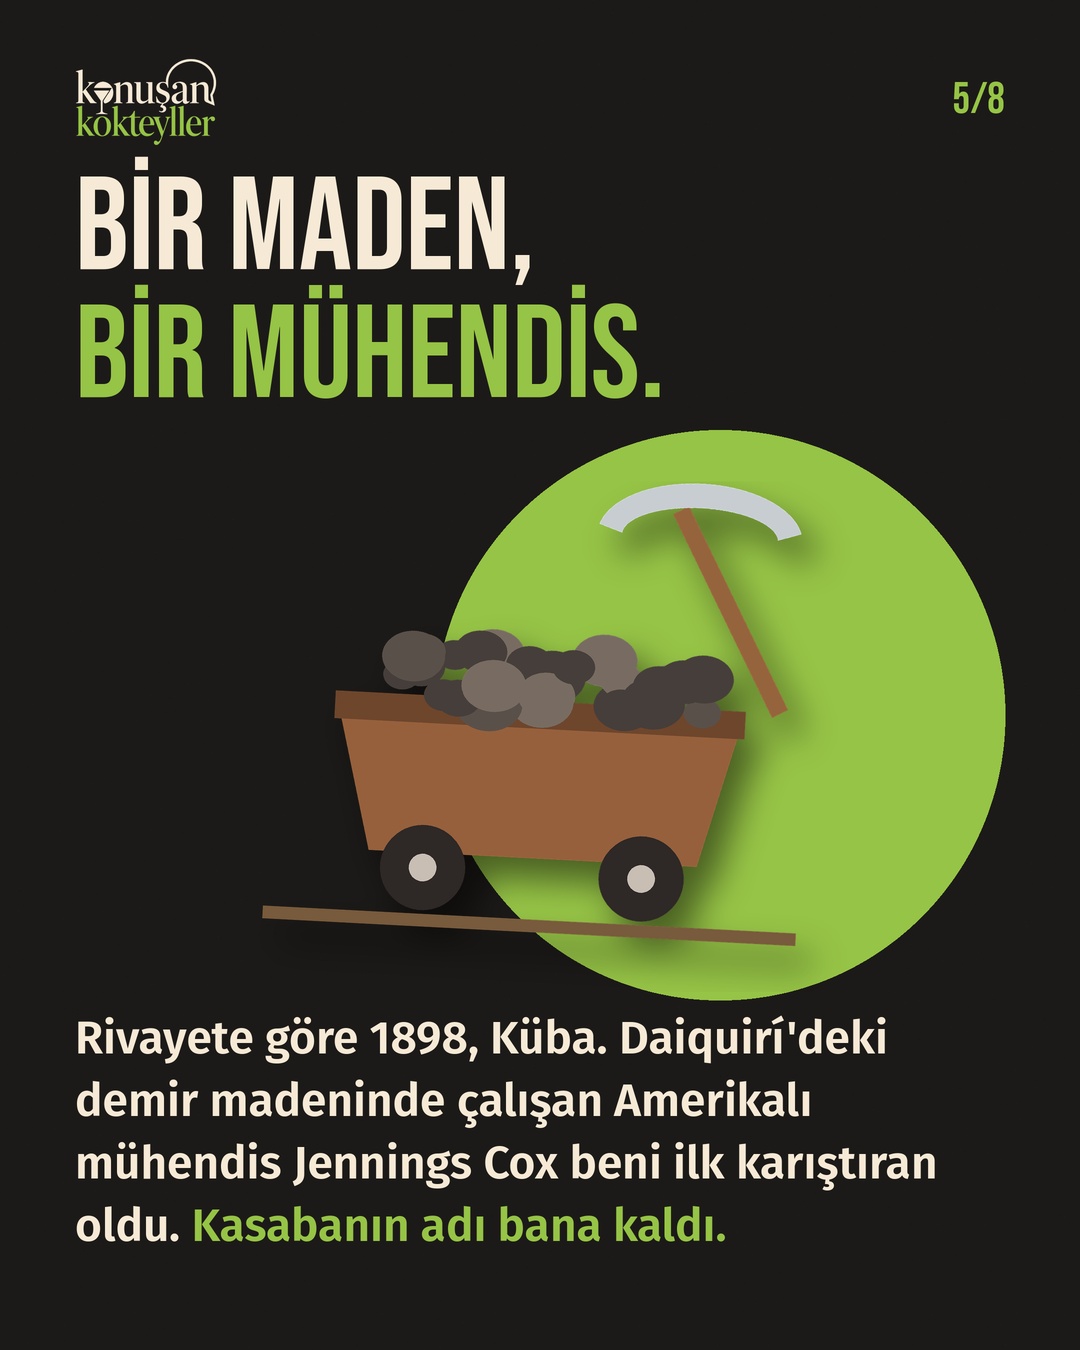 konuşan
kokteyller
5/8
BİR MADEN,
BİR MÜHENDİS.
Rivayete göre 1898, Küba. Daiquirí'deki
demir madeninde çalışan Amerikalı
mühendis Jennings Cox beni ilk karıştıran
oldu. Kasabanın adı bana kaldı.